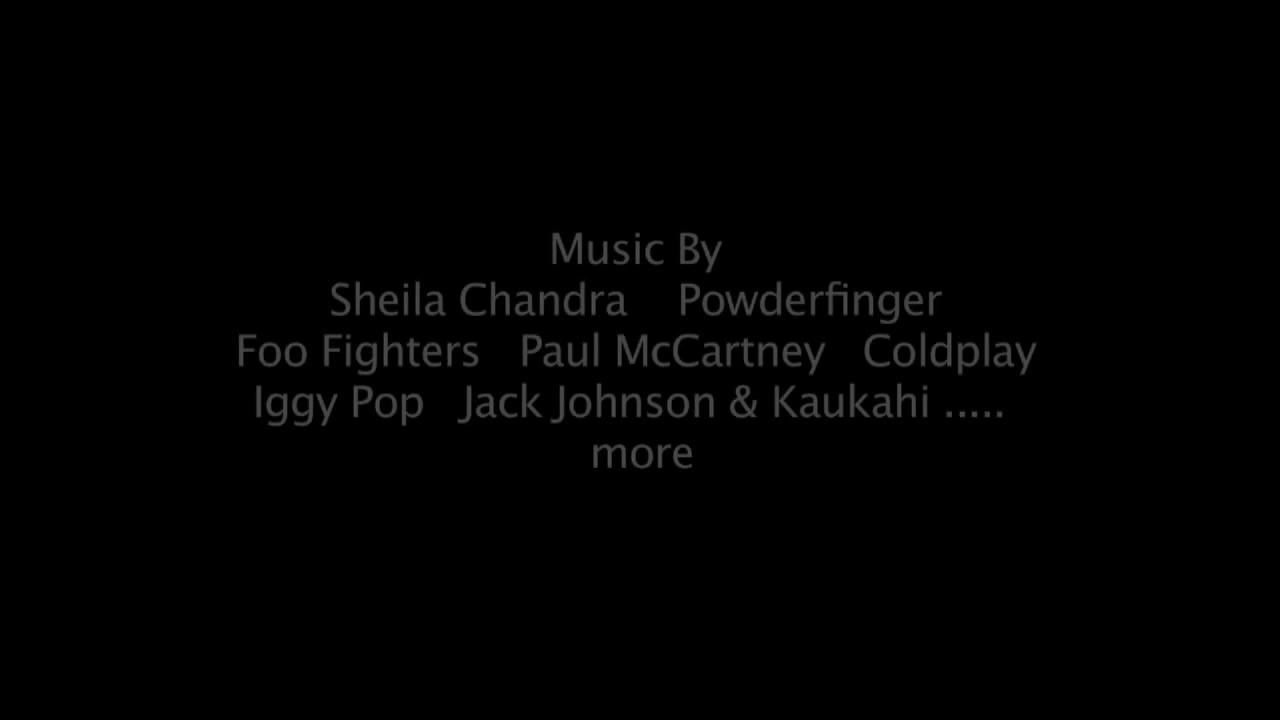 Music By
Sheila Chandra Powderfinger
Foo Fighters Paul McCartney Coldplay
Iggy Pop Jack Johnson & Kaukahi .....
more